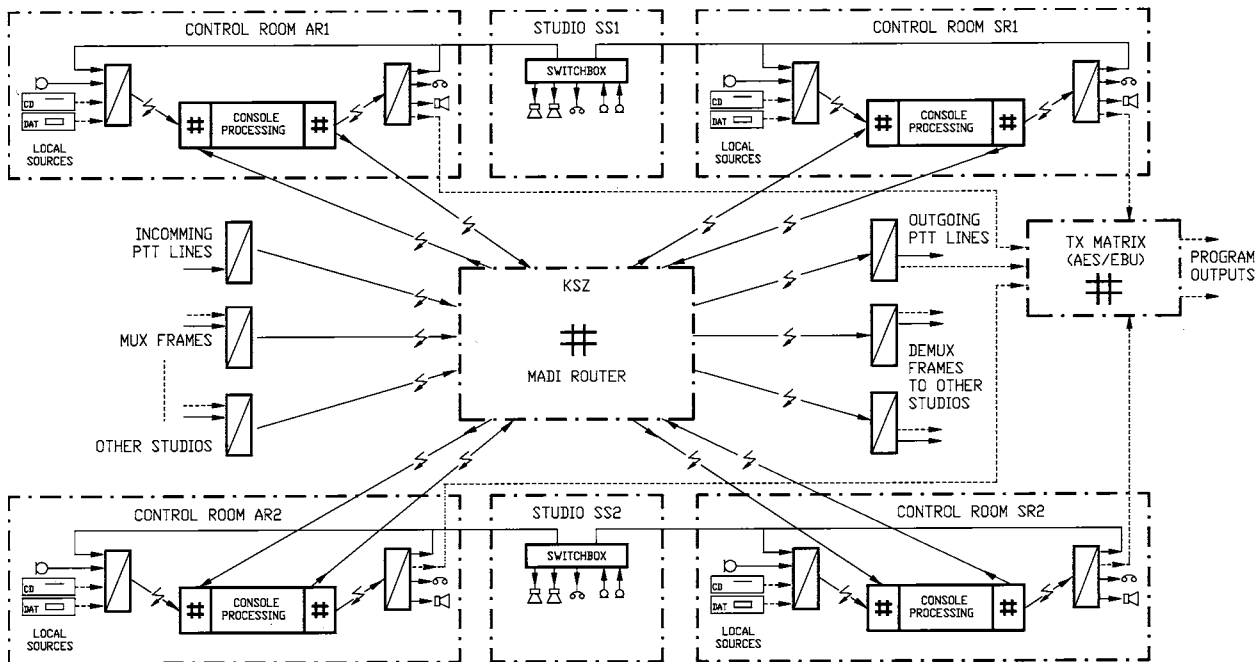 CONTROL ROOM AR1
CD
DAT
LOCAL
SOURCES
CONSOLE
PROCESSING
STUDIO SS1
SWITCHBOX
CONTROL ROOM SR1
CD
DAT
LOCAL
SOURCES
CONSOLE
PROCESSING
INCOMMING
PTT LINES
MUX FRAMES
OTHER STUDIOS
KSZ
MADI ROUTER
OUTGOING
PTT LINES
DEMUX
FRAMES
TO OTHER
STUDIOS
TX MATRIX
(AES/EBU)
PROGRAM
OUTPUTS
CONTROL ROOM AR2
CD
DAT
LOCAL
SOURCES
CONSOLE
PROCESSING
STUDIO SS2
SWITCHBOX
CONTROL ROOM SR2
CD
DAT
LOCAL
SOURCES
CONSOLE
PROCESSING